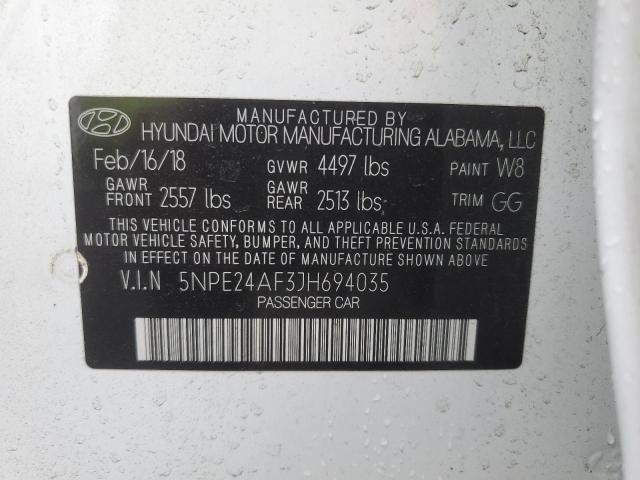 MANUFACTURED BY
HYUNDAI MOTOR MANUFACTURING ALABAMA, LLC
Feb/16/18 GVWR 4497 lbs PAINT W8
GAWR FRONT 2557 lbs GAWR REAR 2513 lbs TRIM GG
THIS VEHICLE CONFORMS TO ALL APPLICABLE U.S.A. FEDERAL
MOTOR VEHICLE SAFETY, BUMPER, AND THEFT PREVENTION STANDARDS
IN EFFECT ON THE DATE OF MANUFACTURE SHOWN ABOVE.
V.I.N 5NPE24AF3JH694035
PASSENGER CAR